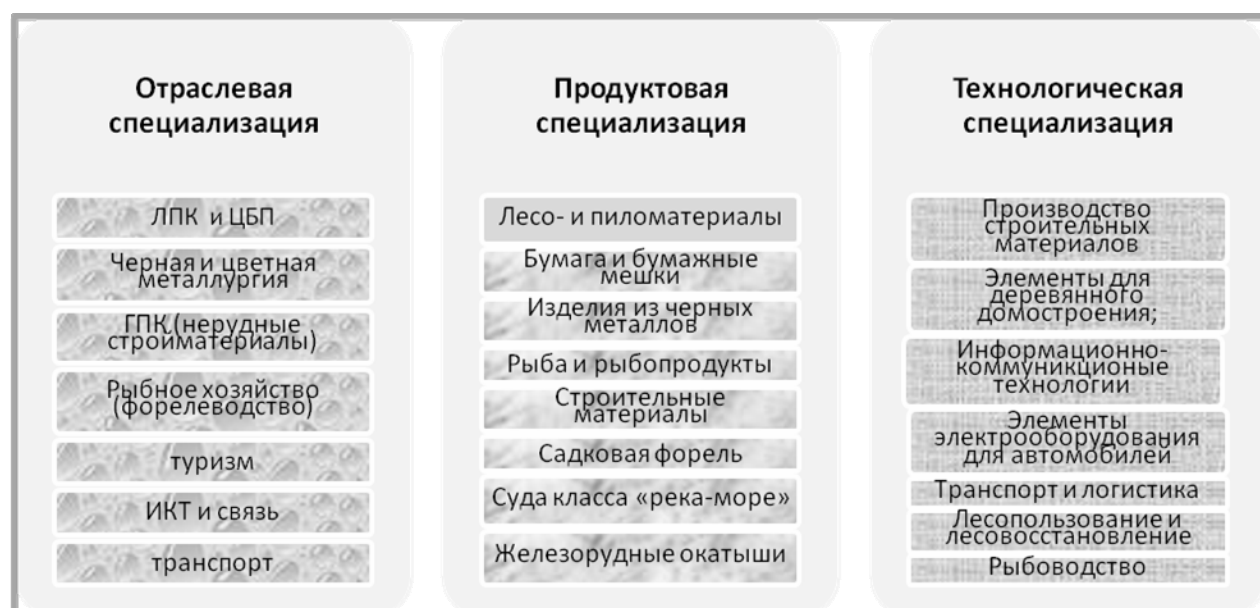 Отраслевая
специализация
ЛПК и ЦБП
Черная и цветная
металлургия
ГПК (нерудные
стройматериалы)
Рыбное хозяйство
(форелеводство)
туризм
ИКТ и связь
транспорт
Продуктовая
специализация
Лесо- и пиломатериалы
Бумага и бумажные
мешки
Изделия из черных
металлов
Рыба и рыбопродукты
Строительные
материалы
Садковая форель
Суда класса «река-море»
Железорудные окатыши
Технологическая
специализация
Производство
строительных
материалов
Элементы для
деревянного
домостроения;
Информационно-
коммуникционые
технологии
Элементы
электрооборудования
для автомобилей
Транспорт и логистика
Лесопользование и
лесовосстановление
Рыбоводство